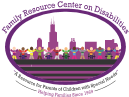 Family Resource Center on Disabilities
"A Resource for Parents of Children with Special Needs"
Helping Families Since 1969